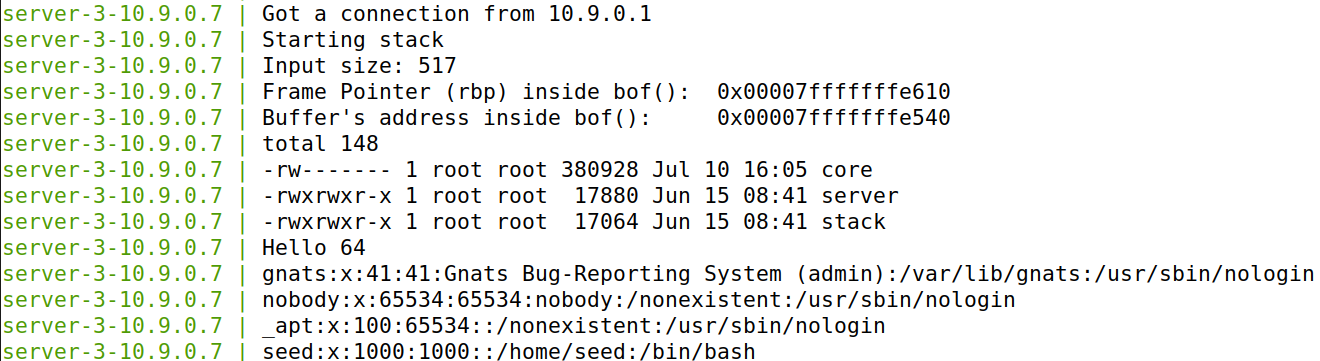 server-3-10.9.0.7 | Got a connection from 10.9.0.1
server-3-10.9.0.7 | Starting stack
server-3-10.9.0.7 | Input size: 517
server-3-10.9.0.7 | Frame Pointer (rbp) inside bof():  0x00007fffffffe610
server-3-10.9.0.7 | Buffer's address inside bof():     0x00007fffffffe540
server-3-10.9.0.7 | total 148
server-3-10.9.0.7 | -rw------- 1 root root 380928 Jul 10 16:05 core
server-3-10.9.0.7 | -rwxrwxr-x 1 root root  17880 Jun 15 08:41 server
server-3-10.9.0.7 | -rwxrwxr-x 1 root root  17064 Jun 15 08:41 stack
server-3-10.9.0.7 | Hello 64
server-3-10.9.0.7 | gnats:x:41:41:Gnats Bug-Reporting System (admin):/var/lib/gnats:/usr/sbin/nologin
server-3-10.9.0.7 | nobody:x:65534:65534:nobody:/nonexistent:/usr/sbin/nologin
server-3-10.9.0.7 | _apt:x:100:65534::/nonexistent:/usr/sbin/nologin
server-3-10.9.0.7 | seed:x:1000:1000::/home/seed:/bin/bash